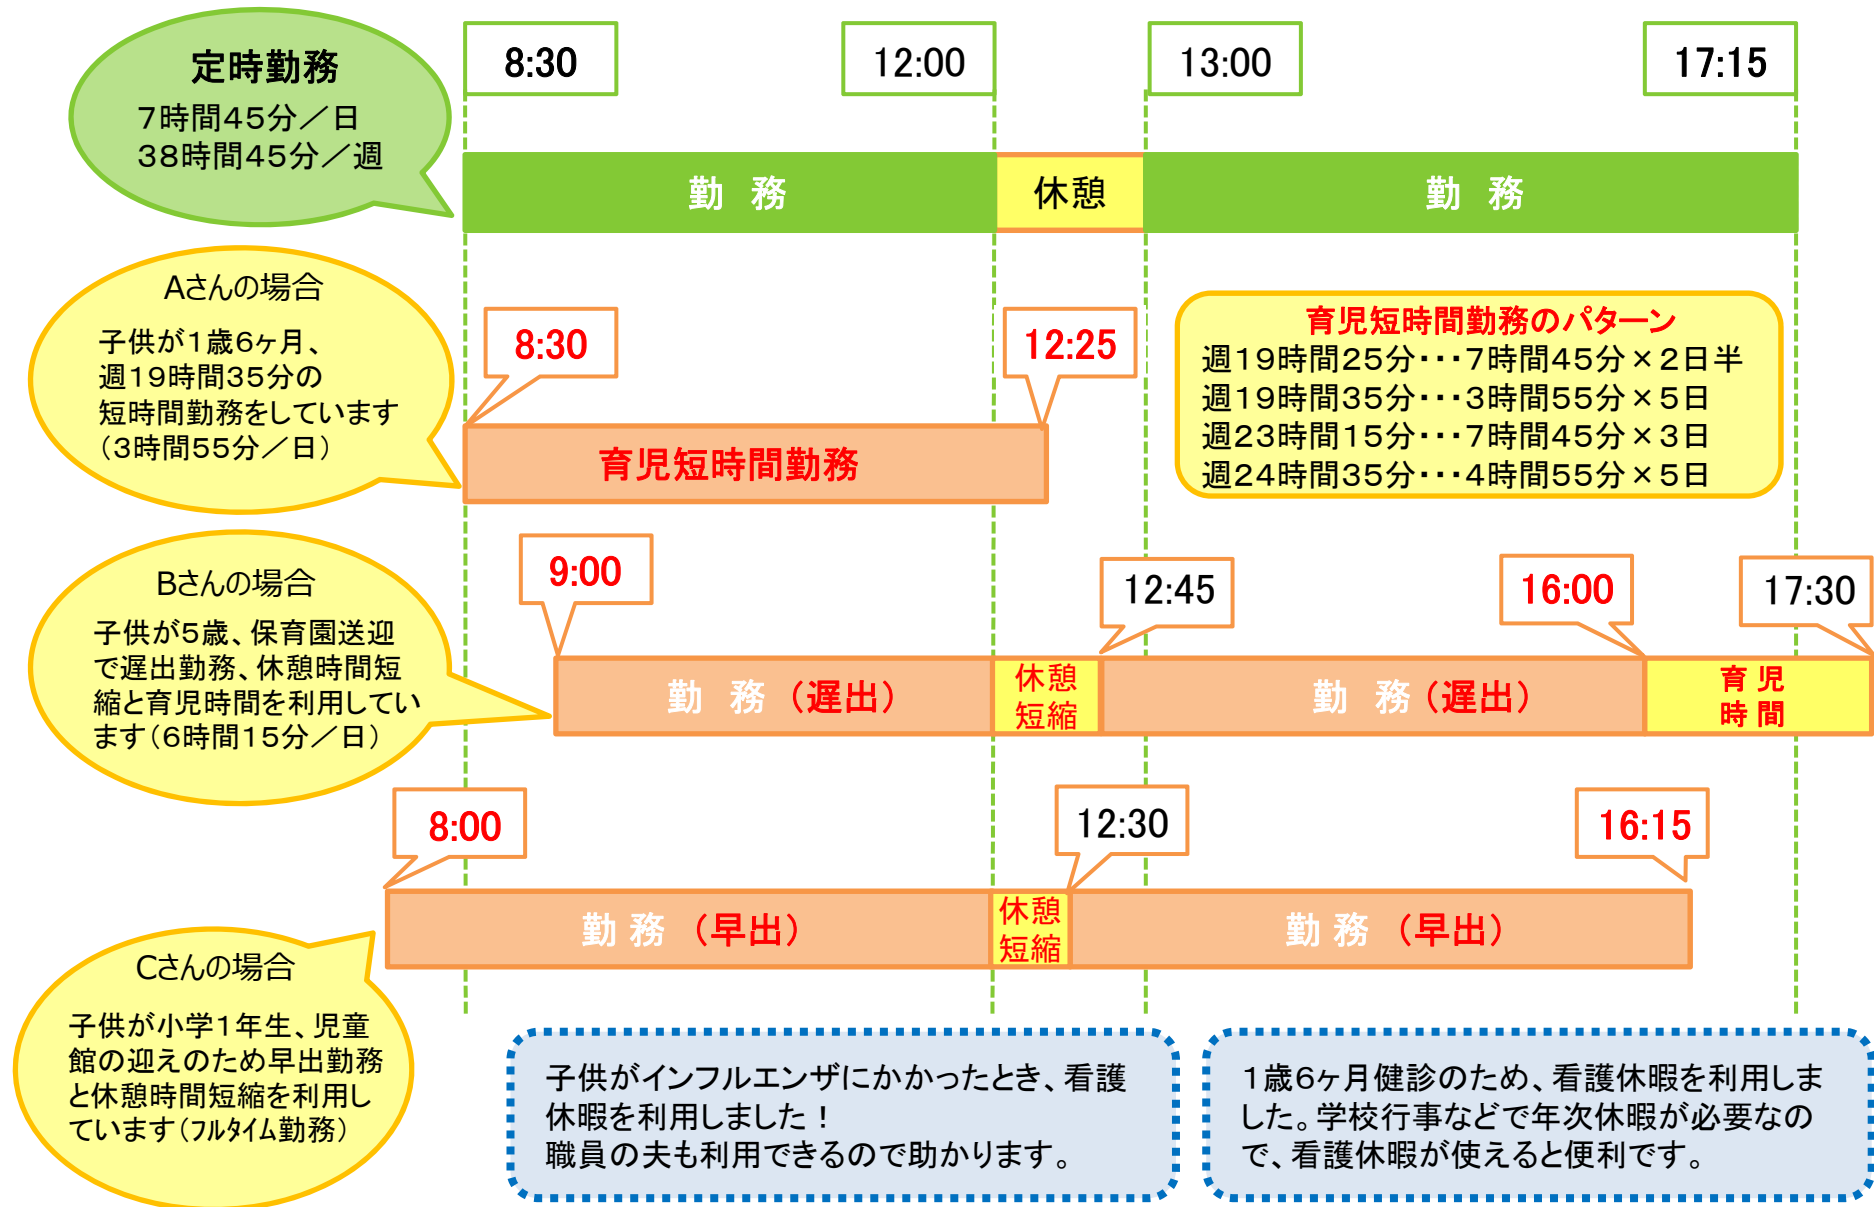 定時勤務
7時間45分／日
38時間45分／週
8:30
12:00
13:00
17:15
勤　務
休憩
勤　務
Aさんの場合
子供が1歳6ヶ月、
週19時間35分の
短時間勤務をしています
（3時間55分／日）
8:30
12:25
育児短時間勤務
育児短時間勤務のパターン
週19時間25分・・・7時間45分×2日半
週19時間35分・・・3時間55分×5日
週23時間15分・・・7時間45分×3日
週24時間35分・・・4時間55分×5日
Bさんの場合
子供が5歳、保育園送迎
で遅出勤務、休憩時間短
縮と育児時間を利用してい
ます（6時間15分／日）
9:00
12:45
16:00
17:30
勤　務（遅出）
休憩
短縮
勤　務（遅出）
育 児
時 間
8:00
12:30
16:15
勤 務 （早出）
休憩
短縮
勤 務 （早出）
Cさんの場合
子供が小学1年生、児童
館の迎えのため早出勤務
と休憩時間短縮を利用し
ています（フルタイム勤務）
子供がインフルエンザにかかったとき、看護
休暇を利用しました！
職員の夫も利用できるので助かります。
1歳6ヶ月健診のため、看護休暇を利用しま
した。学校行事などで年次休暇が必要なの
で、看護休暇が使えると便利です。